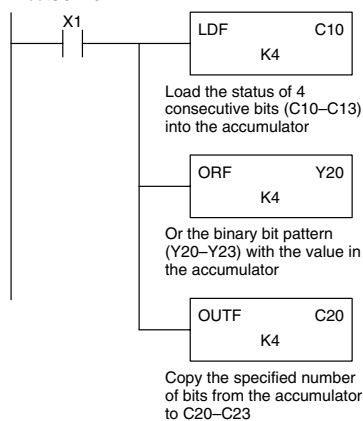 X1
LDF C10
K4
Load the status of 4
consecutive bits (C10–C13)
into the accumulator
ORF Y20
K4
Or the binary bit pattern
(Y20–Y23) with the value in
the accumulator
OUTF C20
K4
Copy the specified number
of bits from the accumulator
to C20–C23